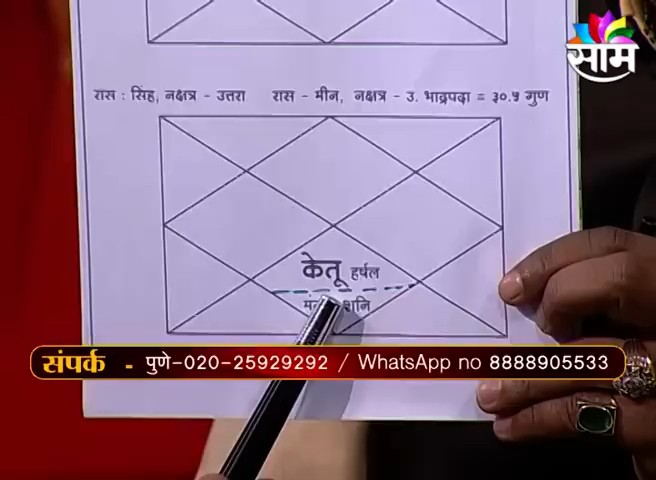 साम
रास : सिंह, नक्षत्र - उत्तरा रास - मीन, नक्षत्र - उ. भाद्रपदा = ३०.५ गुण
केतू हर्षल
शनि
संपर्क - पुणे-020-25929292 / WhatsApp no 8888905533